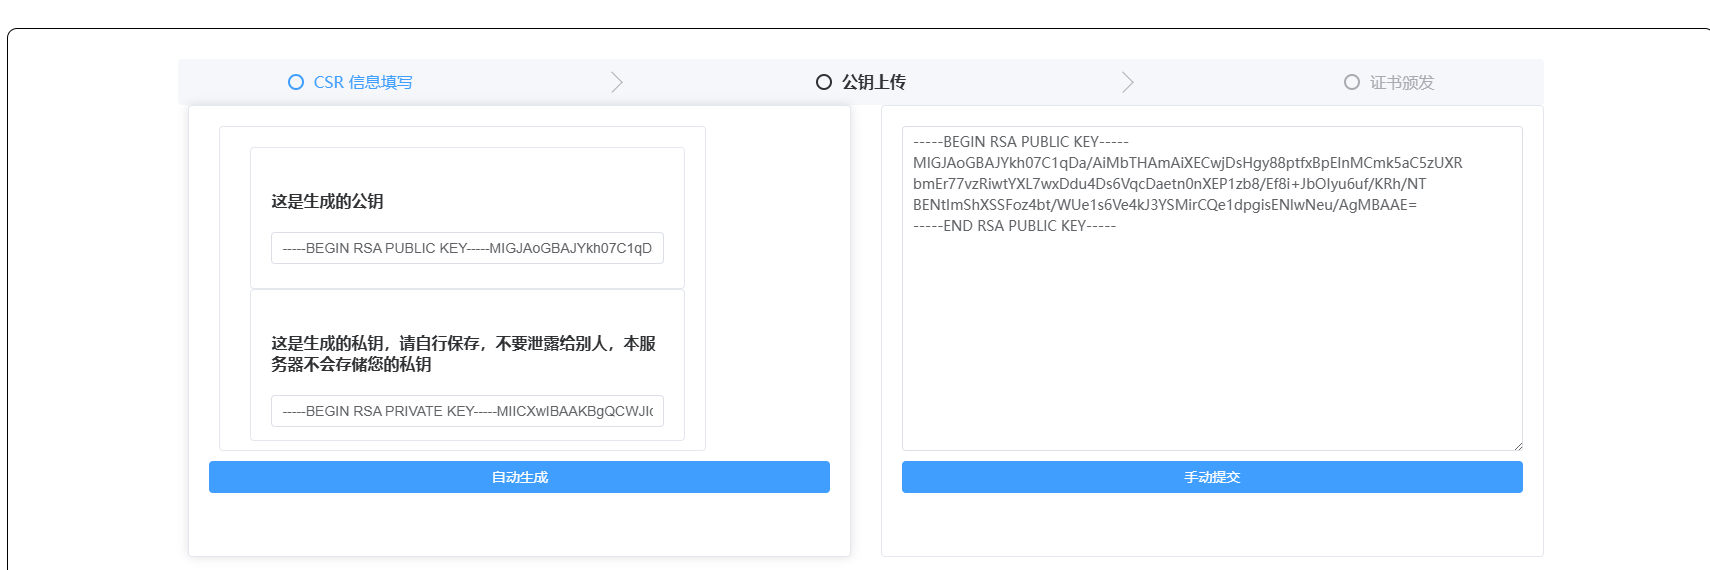 CSR 信息填写
公钥上传
证书颁发
这是生成的公钥
-----BEGIN RSA PUBLIC KEY-----MIGJAoGBAJYkh07C1qD
这是生成的私钥，请自行保存，不要泄露给别人，本服
务器不会存储您的私钥
-----BEGIN RSA PRIVATE KEY-----MIICXwIBAAKBgQCWJIc
自动生成
-----BEGIN RSA PUBLIC KEY-----
MIGJAoGBAJYkh07C1qDa/AiMbTHAmAiXECwjDsHgy88ptfxBpElnMCmk5aC5zUXR
bmEr77vzRiwtYXL7wxDdu4Ds6VqcDaetn0nXEP1zb8/Ef8i+JbOIyu6uf/KRh/NT
BENtImShXSSFoz4bt/WUe1s6Ve4kJ3YSMirCQe1dpgisENlwNeu/AgMBAAE=
-----END RSA PUBLIC KEY-----
手动提交